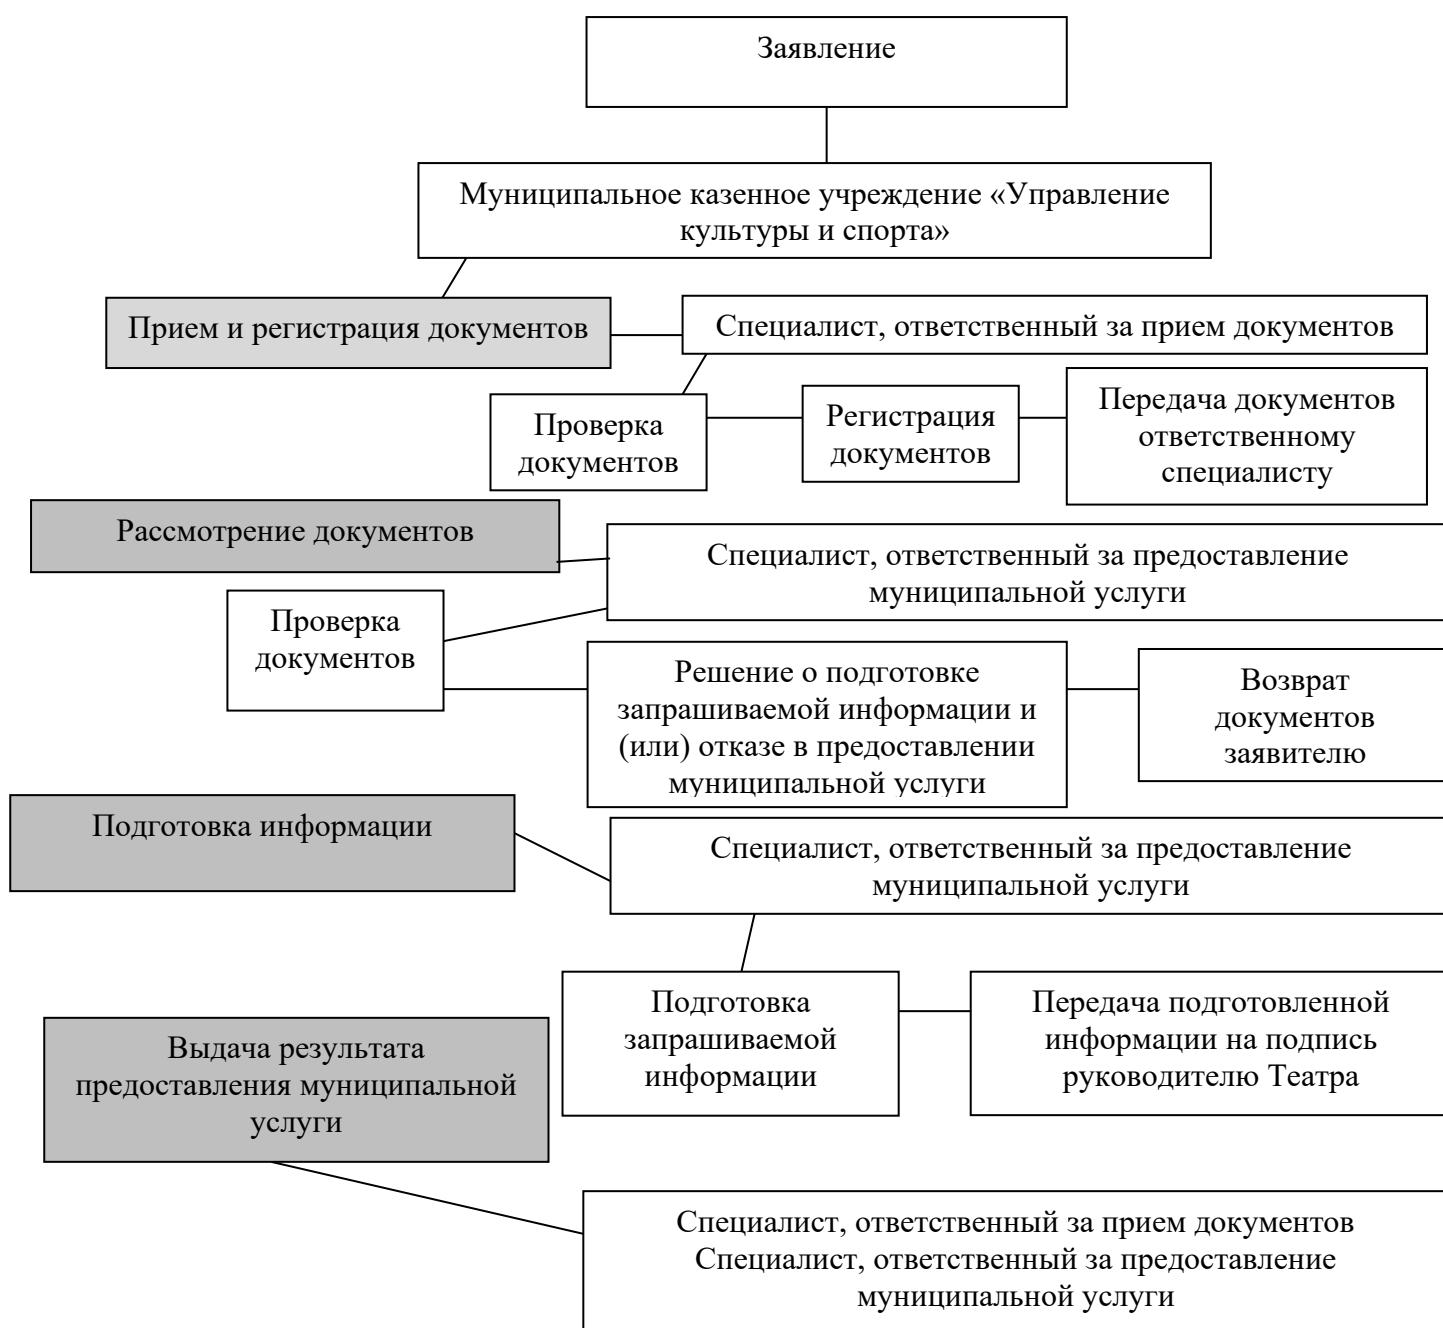 Заявление
Муниципальное казенное учреждение «Управление
культуры и спорта»
Прием и регистрация документов
Специалист, ответственный за прием документов
Проверка
документов
Регистрация
документов
Передача документов
ответственному
специалисту
Рассмотрение документов
Специалист, ответственный за предоставление
муниципальной услуги
Проверка
документов
Решение о подготовке
запрашиваемой информации и
(или) отказе в предоставлении
муниципальной услуги
Возврат
документов
заявителю
Подготовка информации
Специалист, ответственный за предоставление
муниципальной услуги
Подготовка
запрашиваемой
информации
Передача подготовленной
информации на подпись
руководителю Театра
Выдача результата
предоставления муниципальной
услуги
Специалист, ответственный за прием документов
Специалист, ответственный за предоставление
муниципальной услуги